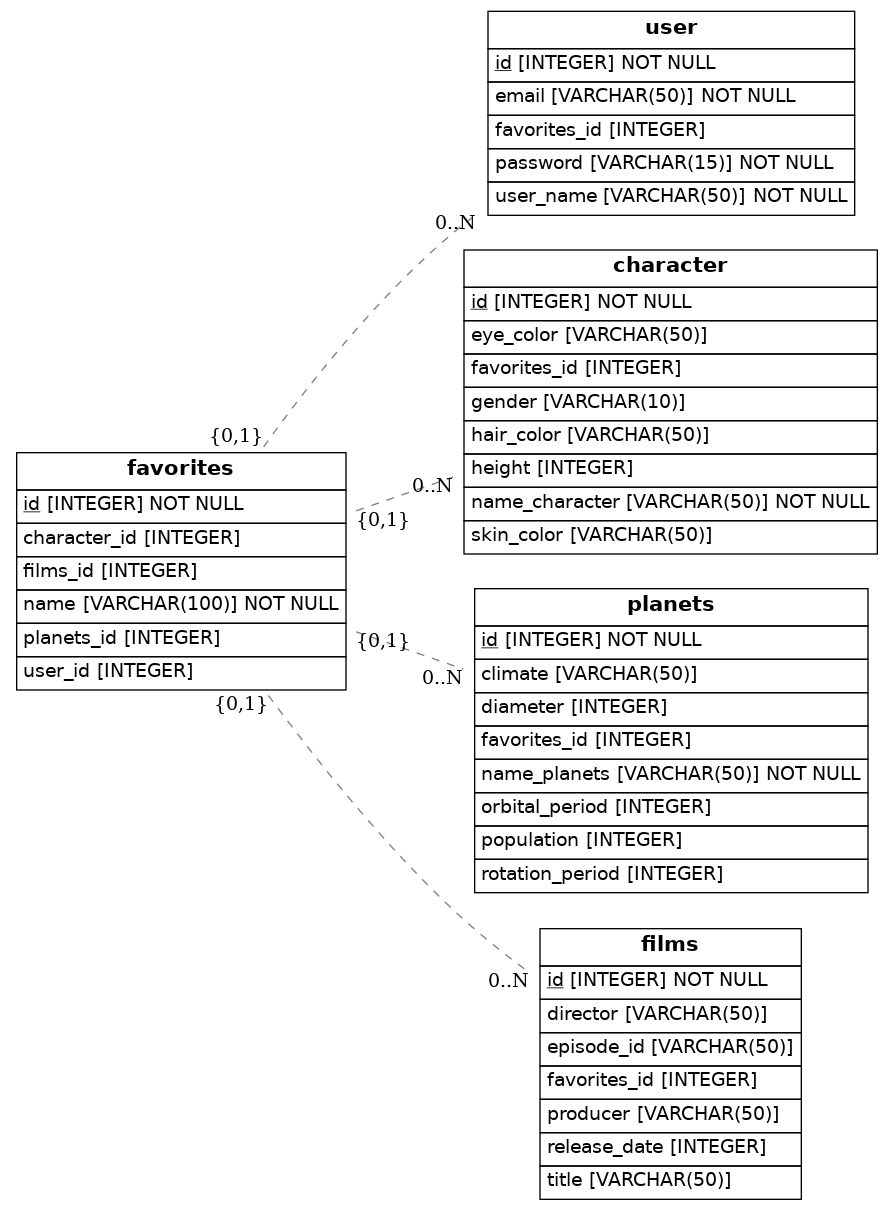 user
id [INTEGER] NOT NULL
email [VARCHAR(50)] NOT NULL
favorites_id [INTEGER]
password [VARCHAR(15)] NOT NULL
user_name [VARCHAR(50)] NOT NULL
0..N
character
id [INTEGER] NOT NULL
eye_color [VARCHAR(50)]
favorites_id [INTEGER]
gender [VARCHAR(10)]
hair_color [VARCHAR(50)]
height [INTEGER]
name_character [VARCHAR(50)] NOT NULL
skin_color [VARCHAR(50)]
{0,1}
0..N
{0,1}
favorites
id [INTEGER] NOT NULL
character_id [INTEGER]
films_id [INTEGER]
name [VARCHAR(100)] NOT NULL
planets_id [INTEGER]
user_id [INTEGER]
{0,1}
0..N
{0,1}
planets
id [INTEGER] NOT NULL
climate [VARCHAR(50)]
diameter [INTEGER]
favorites_id [INTEGER]
name_planets [VARCHAR(50)] NOT NULL
orbital_period [INTEGER]
population [INTEGER]
rotation_period [INTEGER]
0..N
films
id [INTEGER] NOT NULL
director [VARCHAR(50)]
episode_id [VARCHAR(50)]
favorites_id [INTEGER]
producer [VARCHAR(50)]
release_date [INTEGER]
title [VARCHAR(50)]